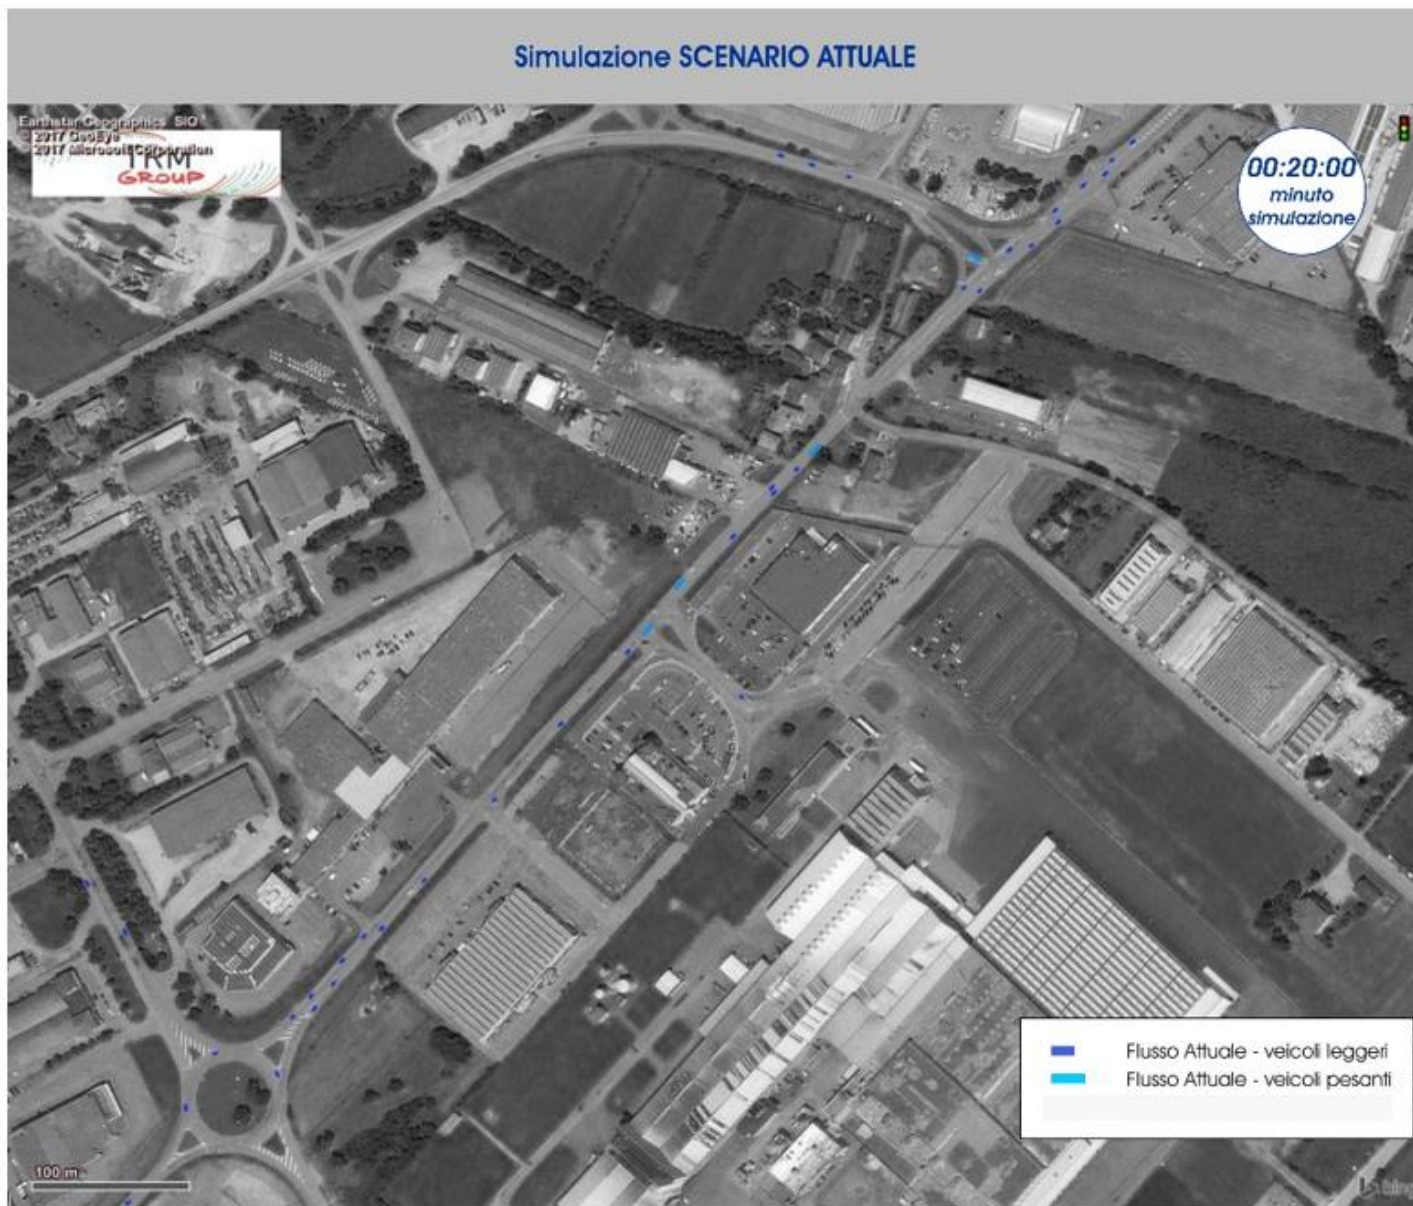 Simulazione SCENARIO ATTUALE
Earthstar Geographics SIO
© 2017 GeoEye
2017 Microsoft Corporation
TRM
GROUP
00:20:00
minuto
simulazione
Flusso Attuale - veicoli leggeri
Flusso Attuale - veicoli pesanti
100 m
bing